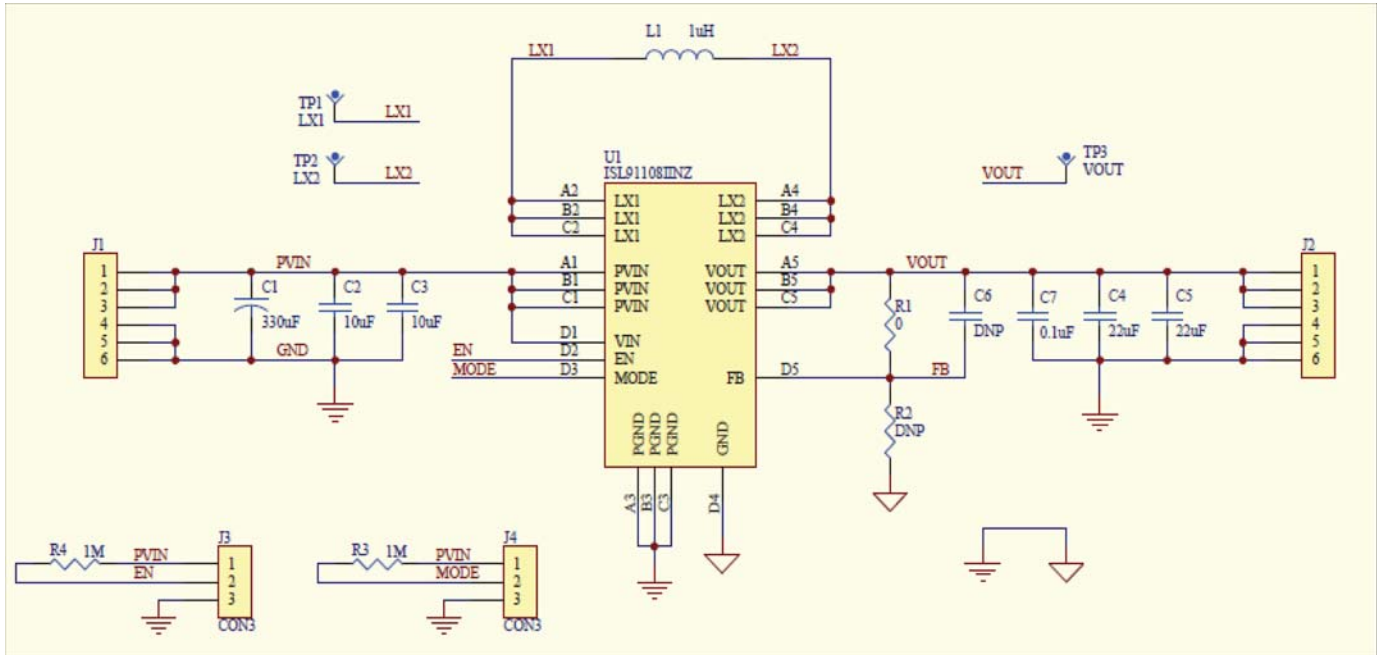 L1 1uH
LX1 LX2
TP1
LX1 LX1
TP2
LX2 LX2
TP3
VOUT VOUT
U1
ISL91108IINZ
A2 LX1 LX2 A4
B2 LX1 LX2 B4
C2 LX1 LX2 C4
J1 PVIN A1 PVIN VOUT A5 VOUT J2
B1 PVIN VOUT B5
C1 PVIN VOUT C5
D1 VIN
EN D2 EN
MODE D3 MODE FB D5 FB
1
2
3
4
5
6
C1
330uF
C2
10uF
C3
10uF
GND
R1
0
C6
DNP
C7
0.1uF
C4
22uF
C5
22uF
1
2
3
4
5
6
R2
DNP
PGND PGND PGND GND
A3 B3 C3 D4
R4 1M PVIN J3
EN
1
2
3
CON3
R3 1M PVIN J4
MODE
1
2
3
CON3